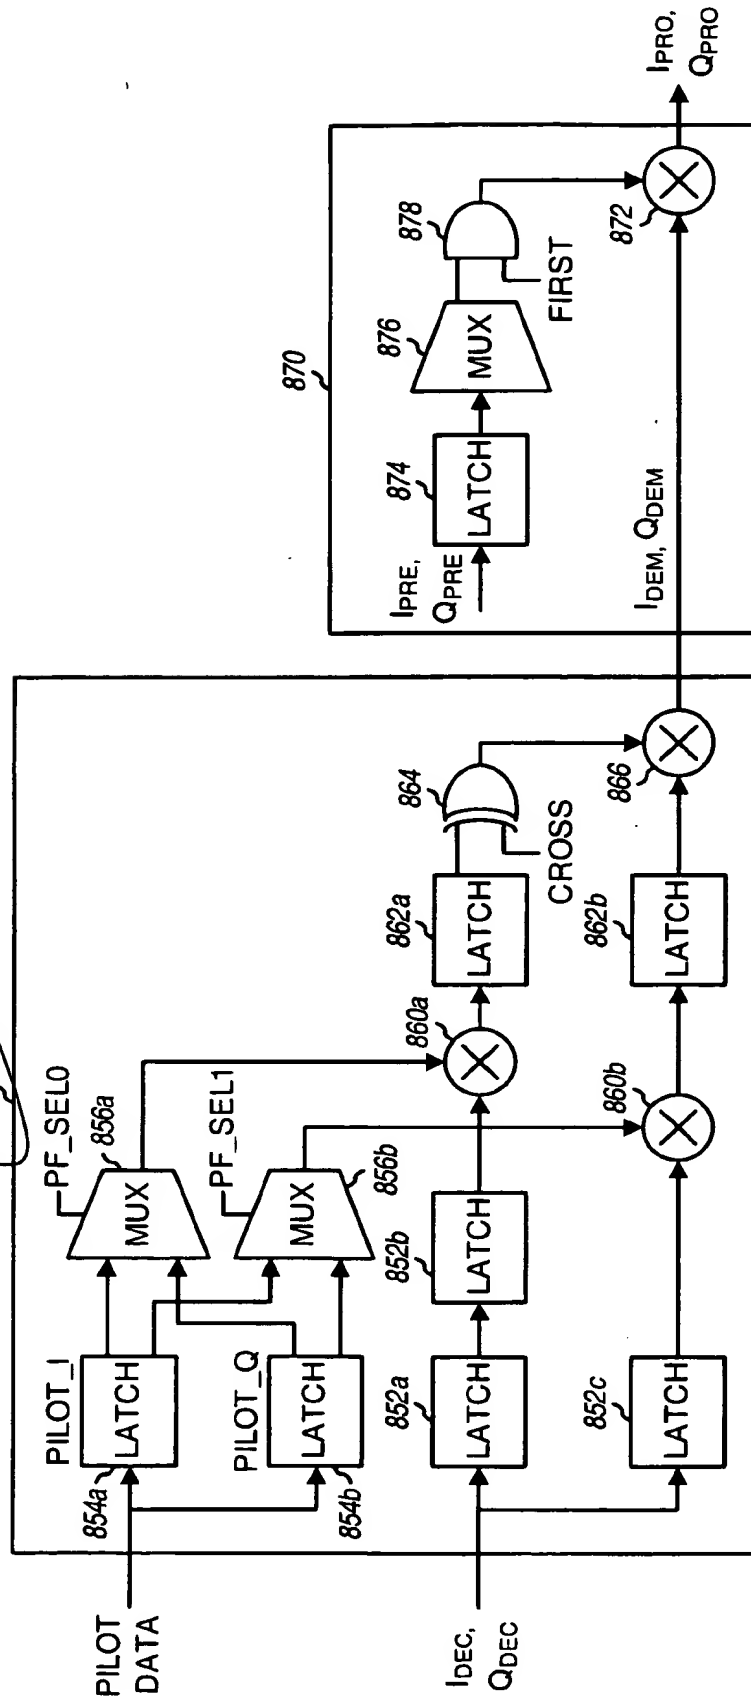 PILOT
DATA
854a
PILOT_I
LATCH
854b
PILOT_Q
LATCH
PF_SEL0
856a
MUX
PF_SEL1
856b
MUX
IDEC,
QDEC
852a
LATCH
852b
LATCH
852c
LATCH
860a
860b
862a
LATCH
862b
LATCH
864
CROSS
866
870
IPRE,
QPRE
874
LATCH
876
MUX
878
FIRST
IDEM, QDEM
872
IPRO,
QPRO